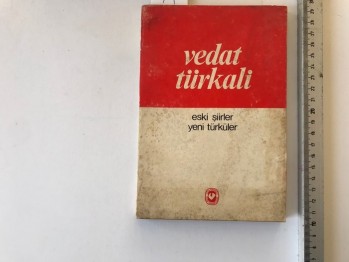 vedat
türkali
eski şiirler
yeni türküler